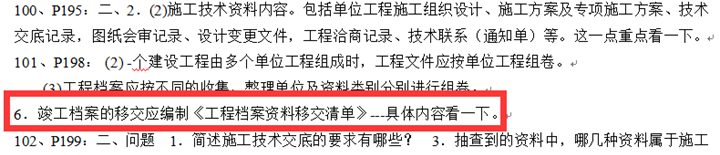 100、P195：二、2．(2)施工技术资料内容。包括单位工程施工组织设计、施工方案及专项施工方案、技术
交底记录，图纸会审记录、设计变更文件，工程洽商记录、技术联系（通知单）等。这一点重点看一下。
101、P198： (2) -个建设工程由多个单位工程组成时，工程文件应按单位工程组卷。
(3)工程档案应按不同的收集、整理单位及资料类别分别进行组卷。
6．竣工档案的移交应编制《工程档案资料移交清单》---具体内容看一下。
102、P199：二、问题 1．简述施工技术交底的要求有哪些？ 3．抽查到的资料中，哪几种资料属于施工